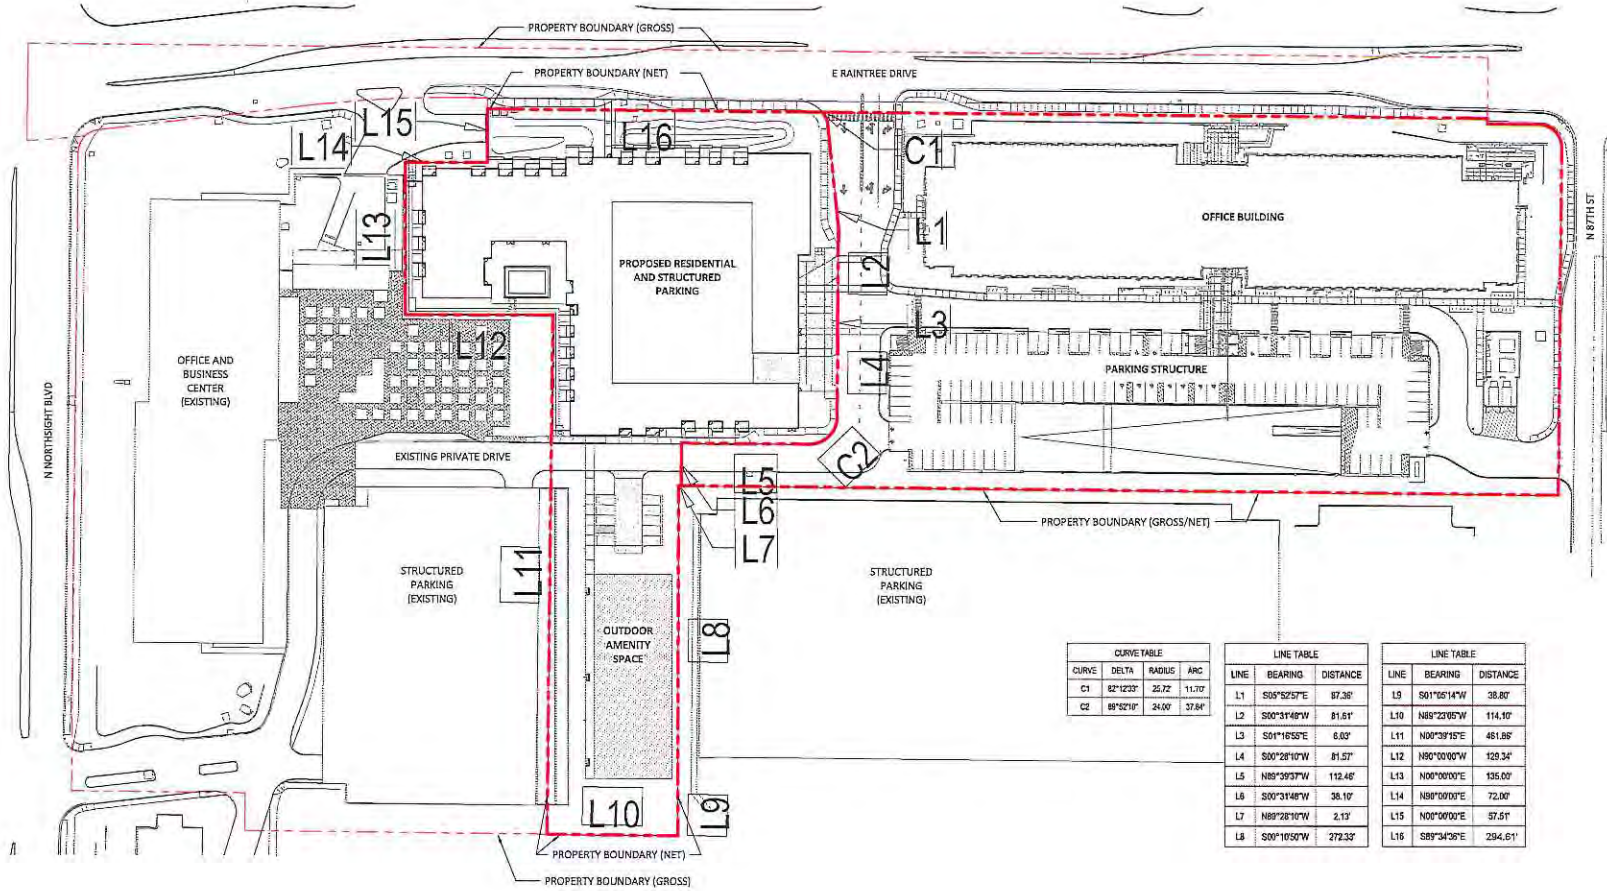 PROPERTY BOUNDARY (GROSS)
PROPERTY BOUNDARY (NET)
E RAINTREE DRIVE
L15
L16
L14
C1
L13
L1
OFFICE BUILDING
N 87TH ST
PROPOSED RESIDENTIAL
AND STRUCTURED
PARKING
L2
L3
L12
L4
OFFICE AND
BUSINESS
CENTER
(EXISTING)
PARKING STRUCTURE
N NORTHSIGHT BLVD
EXISTING PRIVATE DRIVE
C2
L5
L6
L7
PROPERTY BOUNDARY (GROSS/NET)
L11
STRUCTURED
PARKING
(EXISTING)
STRUCTURED
PARKING
(EXISTING)
OUTDOOR
AMENITY
SPACE
L8
L10
L9
PROPERTY BOUNDARY (NET)
PROPERTY BOUNDARY (GROSS)
CURVE TABLE
CURVE DELTA RADIUS ARC
C1 25.72' 11.70'
C2 24.00' 37.64'
LINE TABLE
LINE BEARING DISTANCE
L1 S05°52'57"E 87.36'
L2 S00°31'48"W 81.61'
L3 S01°16'55"E 6.03'
L4 S00°28'10"W 81.57'
L5 N89°39'37"W 112.46'
L6 S00°31'48"W 38.10'
L7 N89°28'10"W 2.13'
L8 S00°10'50"W 272.33'
LINE TABLE
LINE BEARING DISTANCE
L9 S01°05'14"W 38.80'
L10 N89°23'05"W 114.10'
L11 N00°39'15"E 461.86'
L12 N90°00'00"W 129.34'
L13 N00°00'00"E 135.00'
L14 N90°00'00"E 72.00'
L15 N00°00'00"E 57.51'
L16 S89°34'36"E 294.61'